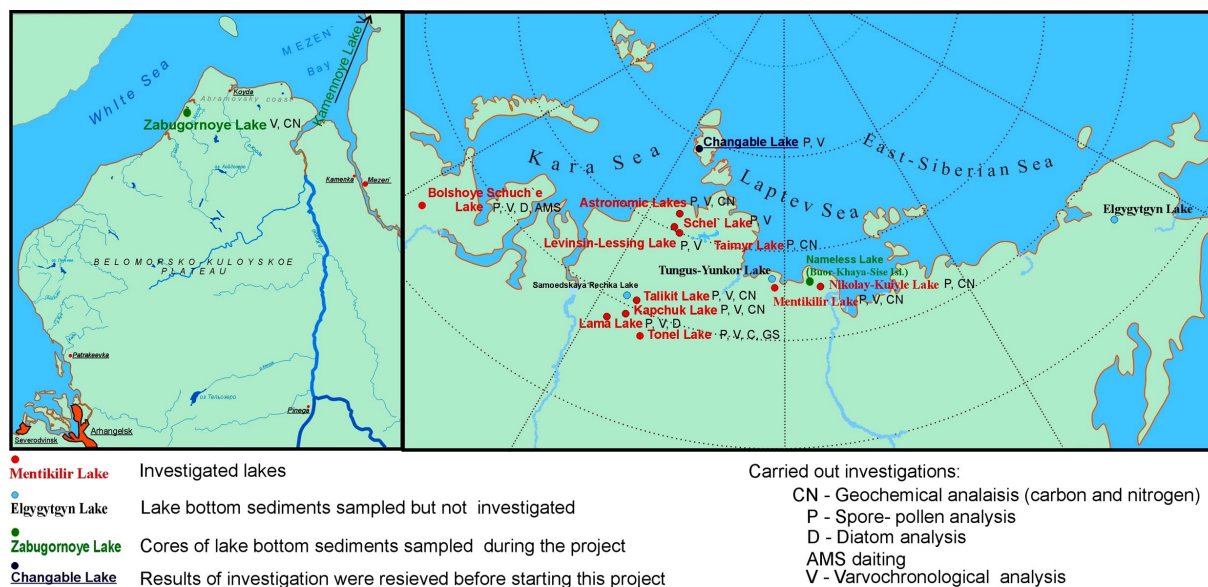 White Sea
MEZEN`
Bay
Kamennoye Lake V
Koyda
Abramovsky coast
Zabugornoye Lake V, CN
Kamenka
Mezen`
BELOMORSKO-KULOYSKOE
PLATEAU
Patrakeevka
Pinega
Severodvinsk
Arhangelsk
Changable Lake P, V
Kara Sea
Laptev Sea
East-Siberian Sea
Bolshoye Schuch`e
Lake P, V, D, AMS
Astronomic Lakes P, V, CN
Schel` Lake P, V
Levinsin-Lessing Lake P, V
Taimyr Lake P, CN
Elgygytgyn Lake
Nameless Lake
(Buor-Khaya-Sise Isl.)
Tungus-Yunkor Lake
Nikolay-Kuiyle Lake P, CN
Samoedskaya Rechka Lake
Mentikilir Lake P, V, CN
Talikit Lake P, V, CN
Kapchuk Lake P, V, CN
Lama Lake P, V, D
Tonel Lake P, V, C, GS
Mentikilir Lake Investigated lakes
Elgygytgyn Lake Lake bottom sediments sampled but not investigated
Zabugornoye Lake Cores of lake bottom sediments sampled during the project
Changable Lake Results of investigation were resieved before starting this project
Carried out investigations:
CN - Geochemical analaisis (carbon and nitrogen)
P - Spore- pollen analysis
D - Diatom analysis
AMS daiting
V - Varvochronological analysis